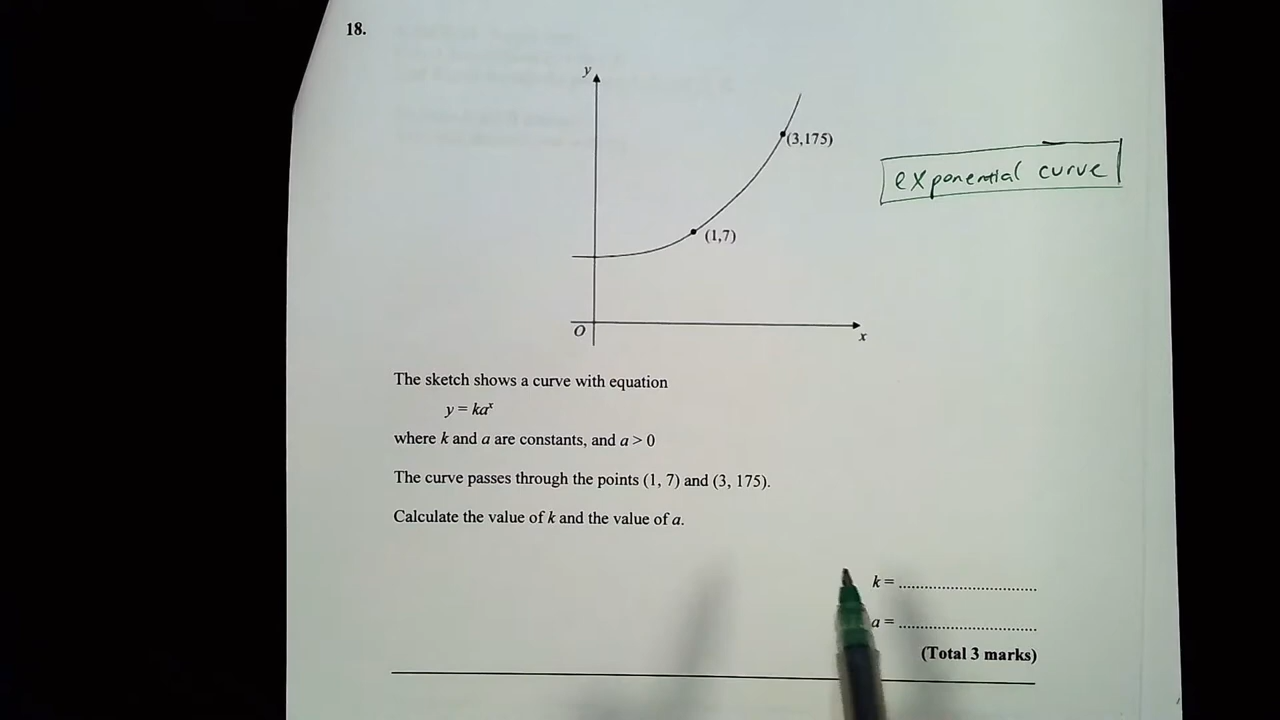 18.
y
(3,175)
exponential curve
(1,7)
O
x
The sketch shows a curve with equation
y = kaˣ
where k and a are constants, and a > 0
The curve passes through the points (1, 7) and (3, 175).
Calculate the value of k and the value of a.
k = ..................................
a = ..................................
(Total 3 marks)